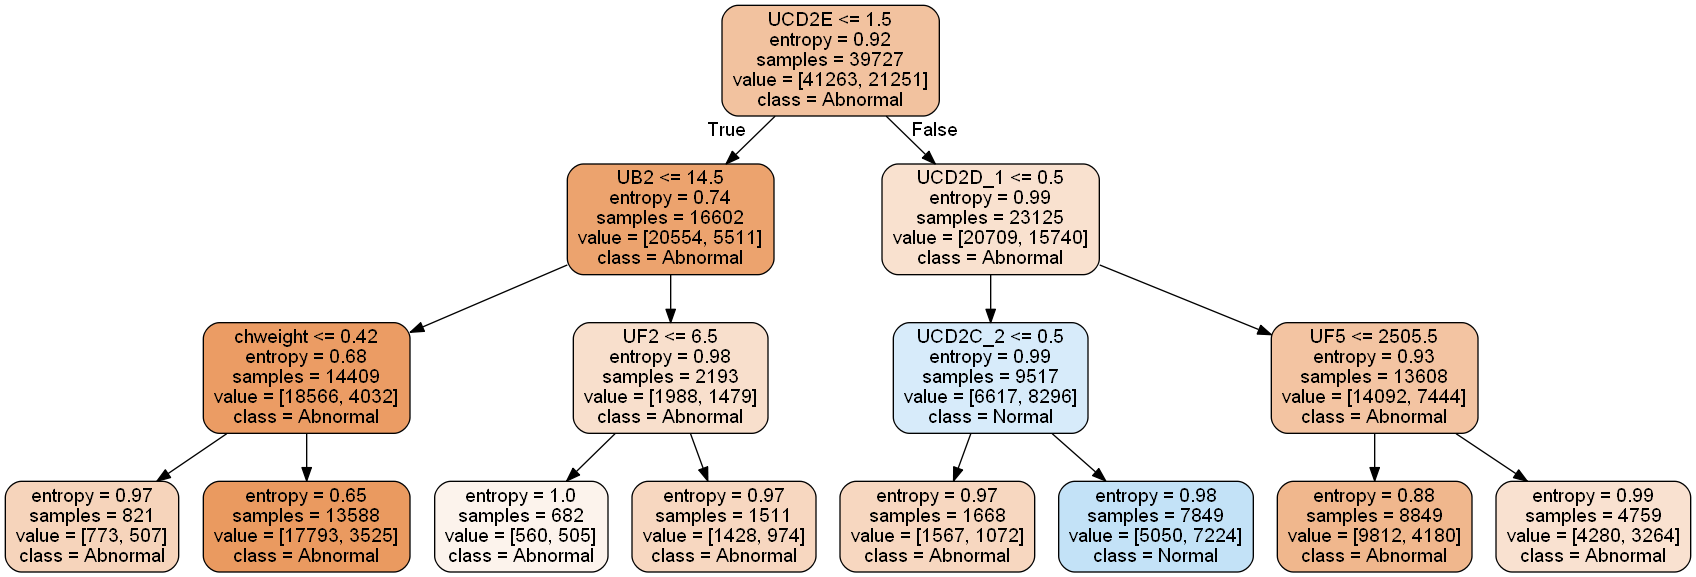 UCD2E <= 1.5
entropy = 0.92
samples = 39727
value = [41263, 21251]
class = Abnormal
True
False
UB2 <= 14.5
entropy = 0.74
samples = 16602
value = [20554, 5511]
class = Abnormal
UCD2D_1 <= 0.5
entropy = 0.99
samples = 23125
value = [20709, 15740]
class = Abnormal
chweight <= 0.42
entropy = 0.68
samples = 14409
value = [18566, 4032]
class = Abnormal
UF2 <= 6.5
entropy = 0.98
samples = 2193
value = [1988, 1479]
class = Abnormal
UCD2C_2 <= 0.5
entropy = 0.99
samples = 9517
value = [6617, 8296]
class = Normal
UF5 <= 2505.5
entropy = 0.93
samples = 13608
value = [14092, 7444]
class = Abnormal
entropy = 0.97
samples = 821
value = [773, 507]
class = Abnormal
entropy = 0.65
samples = 13588
value = [17793, 3525]
class = Abnormal
entropy = 1.0
samples = 682
value = [560, 505]
class = Abnormal
entropy = 0.97
samples = 1511
value = [1428, 974]
class = Abnormal
entropy = 0.97
samples = 1668
value = [1567, 1072]
class = Abnormal
entropy = 0.98
samples = 7849
value = [5050, 7224]
class = Normal
entropy = 0.88
samples = 8849
value = [9812, 4180]
class = Abnormal
entropy = 0.99
samples = 4759
value = [4280, 3264]
class = Abnormal